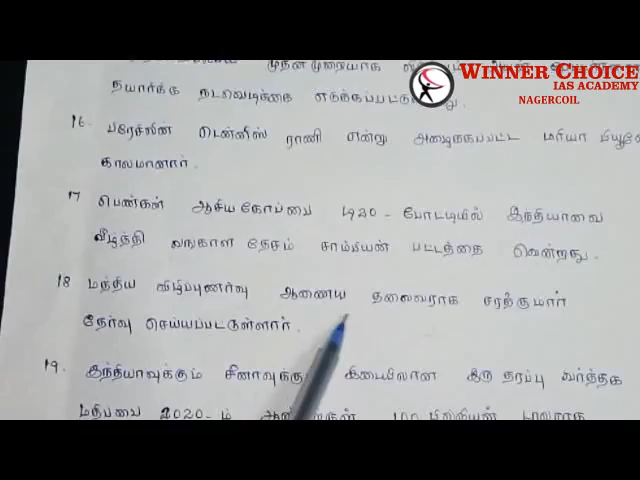 முதன்முறையாக
தயாரிக்க நடவடிக்கை எடுக்கப்பட்டுள்ளது.
WINNER CHOICE
IAS ACADEMY
NAGERCOIL
16. பிரேசிலின் டென்னிஸ் ராணி என்று அழைக்கப்பட்ட மரியா
காலமானார்.
17 பெண்கள் ஆசிய கோப்பை T20 - போட்டியில் இந்தியாவை
வீழ்த்தி வங்காள தேசம் சாம்பியன் பட்டத்தை வென்றது.
18 மத்திய விழிப்புணர்வு ஆணைய தலைவராக சரத்குமார்
தேர்வு செய்யப்பட்டுள்ளார்.
19. இந்தியாவுக்கும் சீனாவுக்கு இடையிலான இரு தரப்பு வர்த்தக
மதிப்பை 2020-ம் 100 பில்லியன் டாலராக